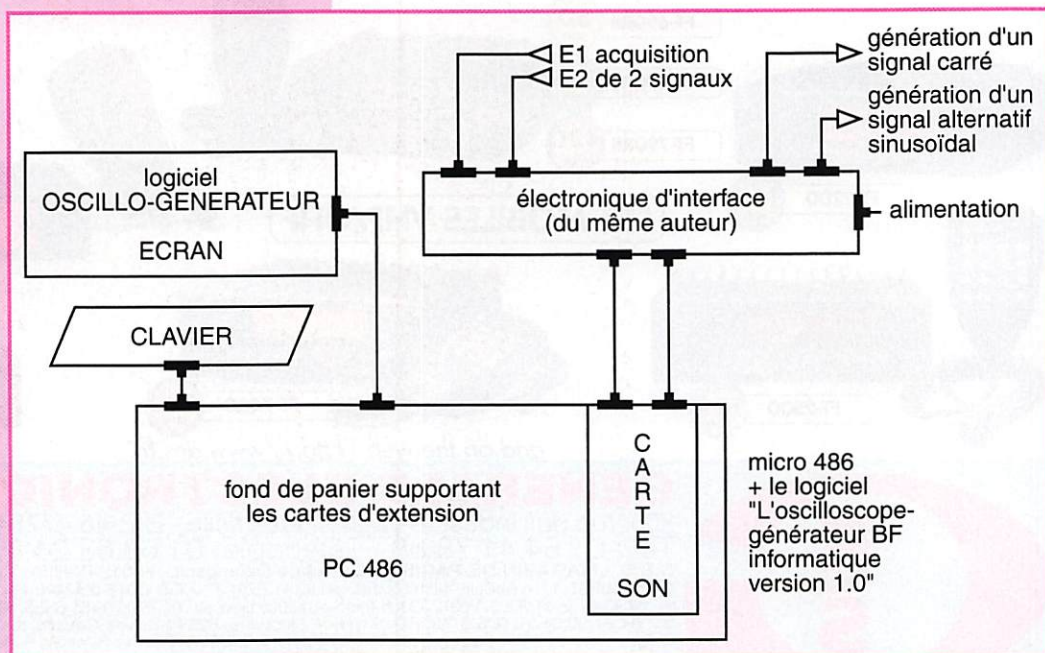 E1 acquisition
E2 de 2 signaux
génération d'un
signal carré
génération d'un
signal alternatif
sinusoïdal
logiciel
OSCILLO-GENERATEUR
ECRAN
électronique d'interface
(du même auteur)
alimentation
CLAVIER
fond de panier supportant
les cartes d'extension
PC 486
C
A
R
T
E
SON
micro 486
+ le logiciel
"L'oscilloscope-
générateur BF
informatique
version 1.0"